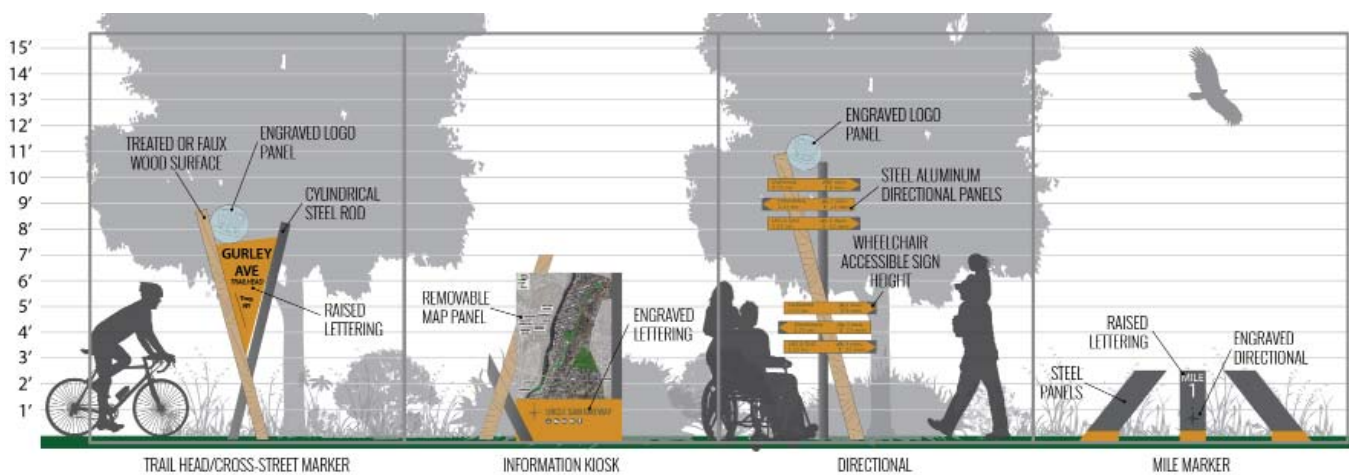 15'
14'
13'
12'
11'
10'
9'
8'
7'
6'
5'
4'
3'
2'
1'
TREATED OR FAUX
WOOD SURFACE
ENGRAVED LOGO
PANEL
CYLINDRICAL
STEEL ROD
GURLEY
AVE
TRAILHEAD
RAISED
LETTERING
TRAIL HEAD/CROSS-STREET MARKER
REMOVABLE
MAP PANEL
ENGRAVED
LETTERING
INFORMATION KIOSK
ENGRAVED LOGO
PANEL
STEEL ALUMINUM
DIRECTIONAL PANELS
WHEELCHAIR
ACCESSIBLE SIGN
HEIGHT
DIRECTIONAL
RAISED
LETTERING
ENGRAVED
DIRECTIONAL
STEEL
PANELS
MILE
1
MILE MARKER